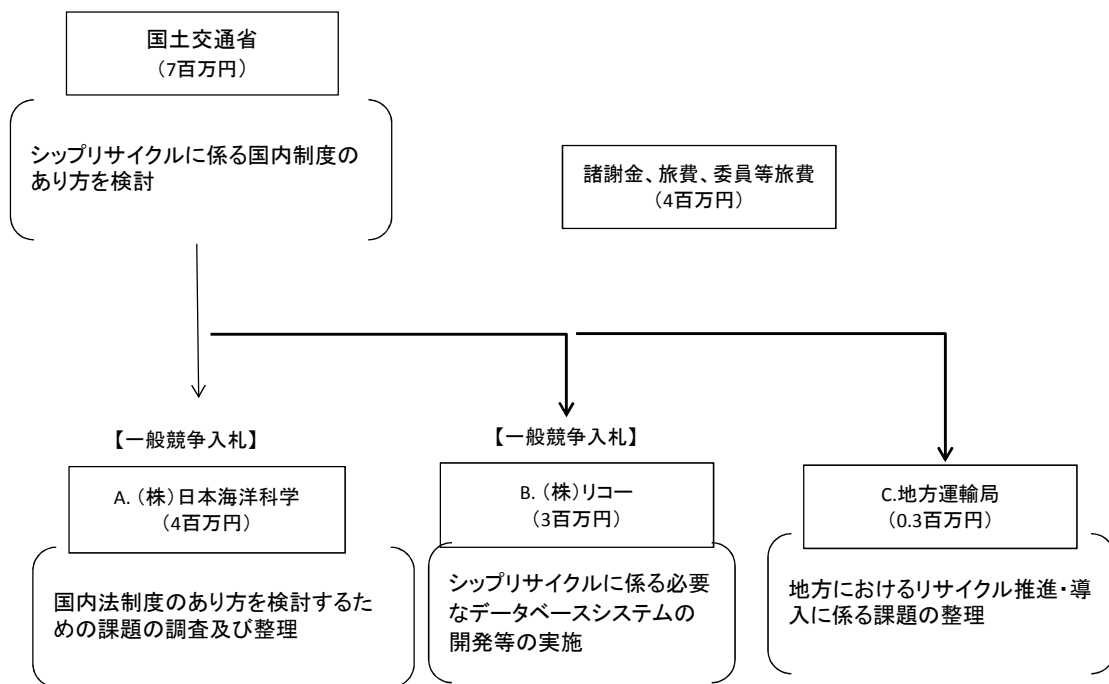 国土交通省
（7百万円）
シップリサイクルに係る国内制度の
あり方を検討
諸謝金、旅費、委員等旅費
（4百万円）
【一般競争入札】
【一般競争入札】
A.（株）日本海洋科学
（4百万円）
B.（株）リコー
（3百万円）
C.地方運輸局
（0.3百万円）
国内法制度のあり方を検討するた
めの課題の調査及び整理
シップリサイクルに係る必要
なデータベースシステムの
開発等の実施
地方におけるリサイクル推進・導
入に係る課題の整理